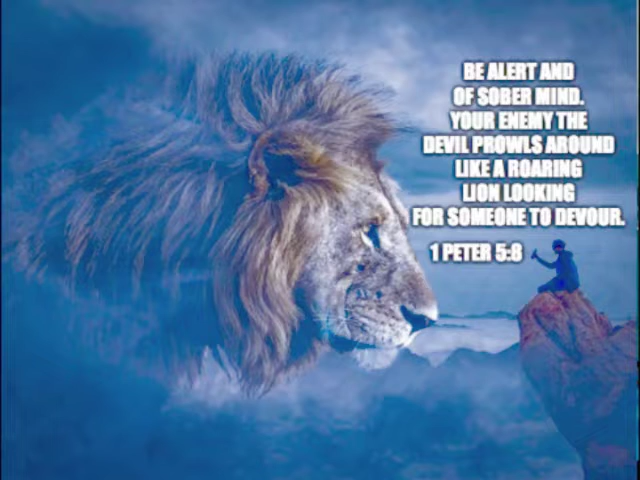 BE ALERT AND
OF SOBER MIND.
YOUR ENEMY THE
DEVIL PROWLS AROUND
LIKE A ROARING
LION LOOKING
FOR SOMEONE TO DEVOUR.
1 PETER 5:8